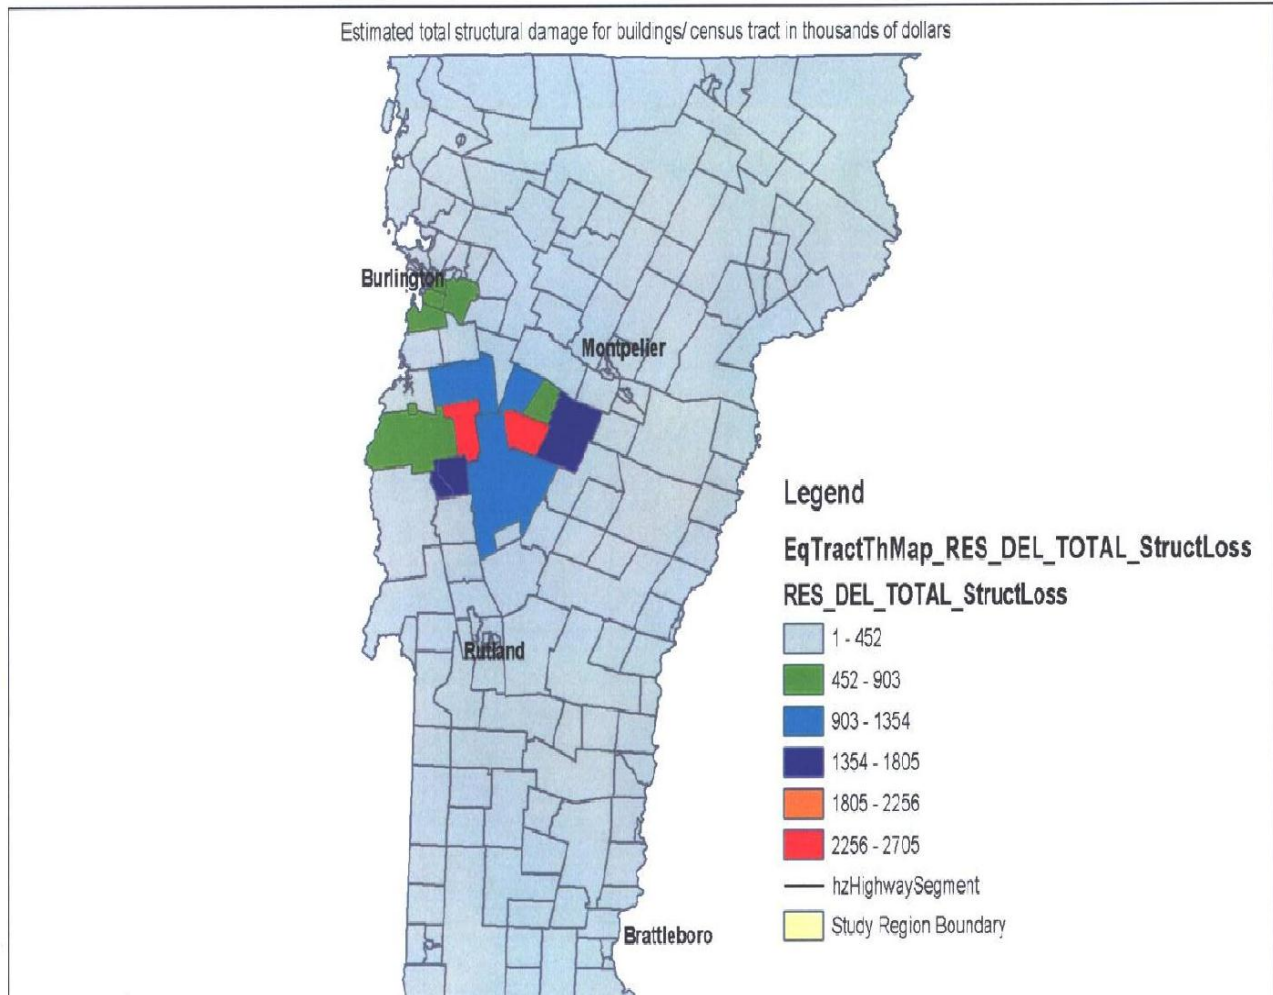 Estimated total structural damage for buildings/ census tract in thousands of dollars
Burlington
Montpelier
Rutland
Brattleboro
Legend
EqTractThMap_RES_DEL_TOTAL_StructLoss
RES_DEL_TOTAL_StructLoss
1 - 452
452 - 903
903 - 1354
1354 - 1805
1805 - 2256
2256 - 2705
hzHighwaySegment
Study Region Boundary